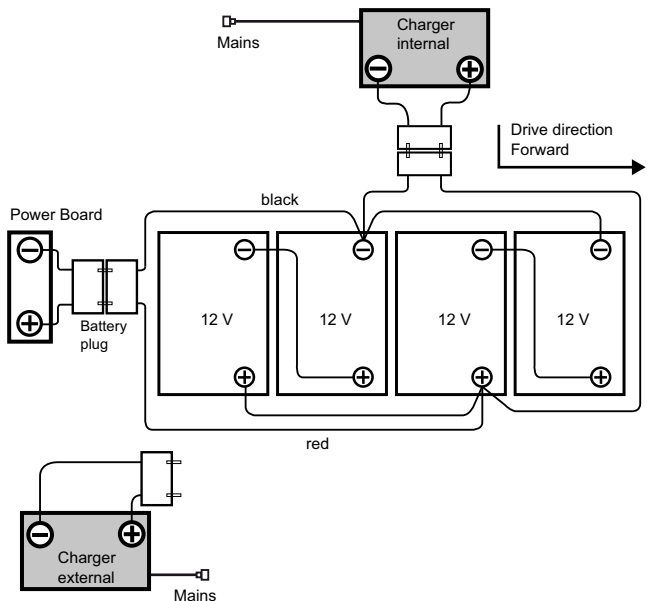 Charger
internal
Mains
Drive direction
Forward
black
Power Board
12 V
12 V
12 V
12 V
Battery
plug
red
Charger
external
Mains